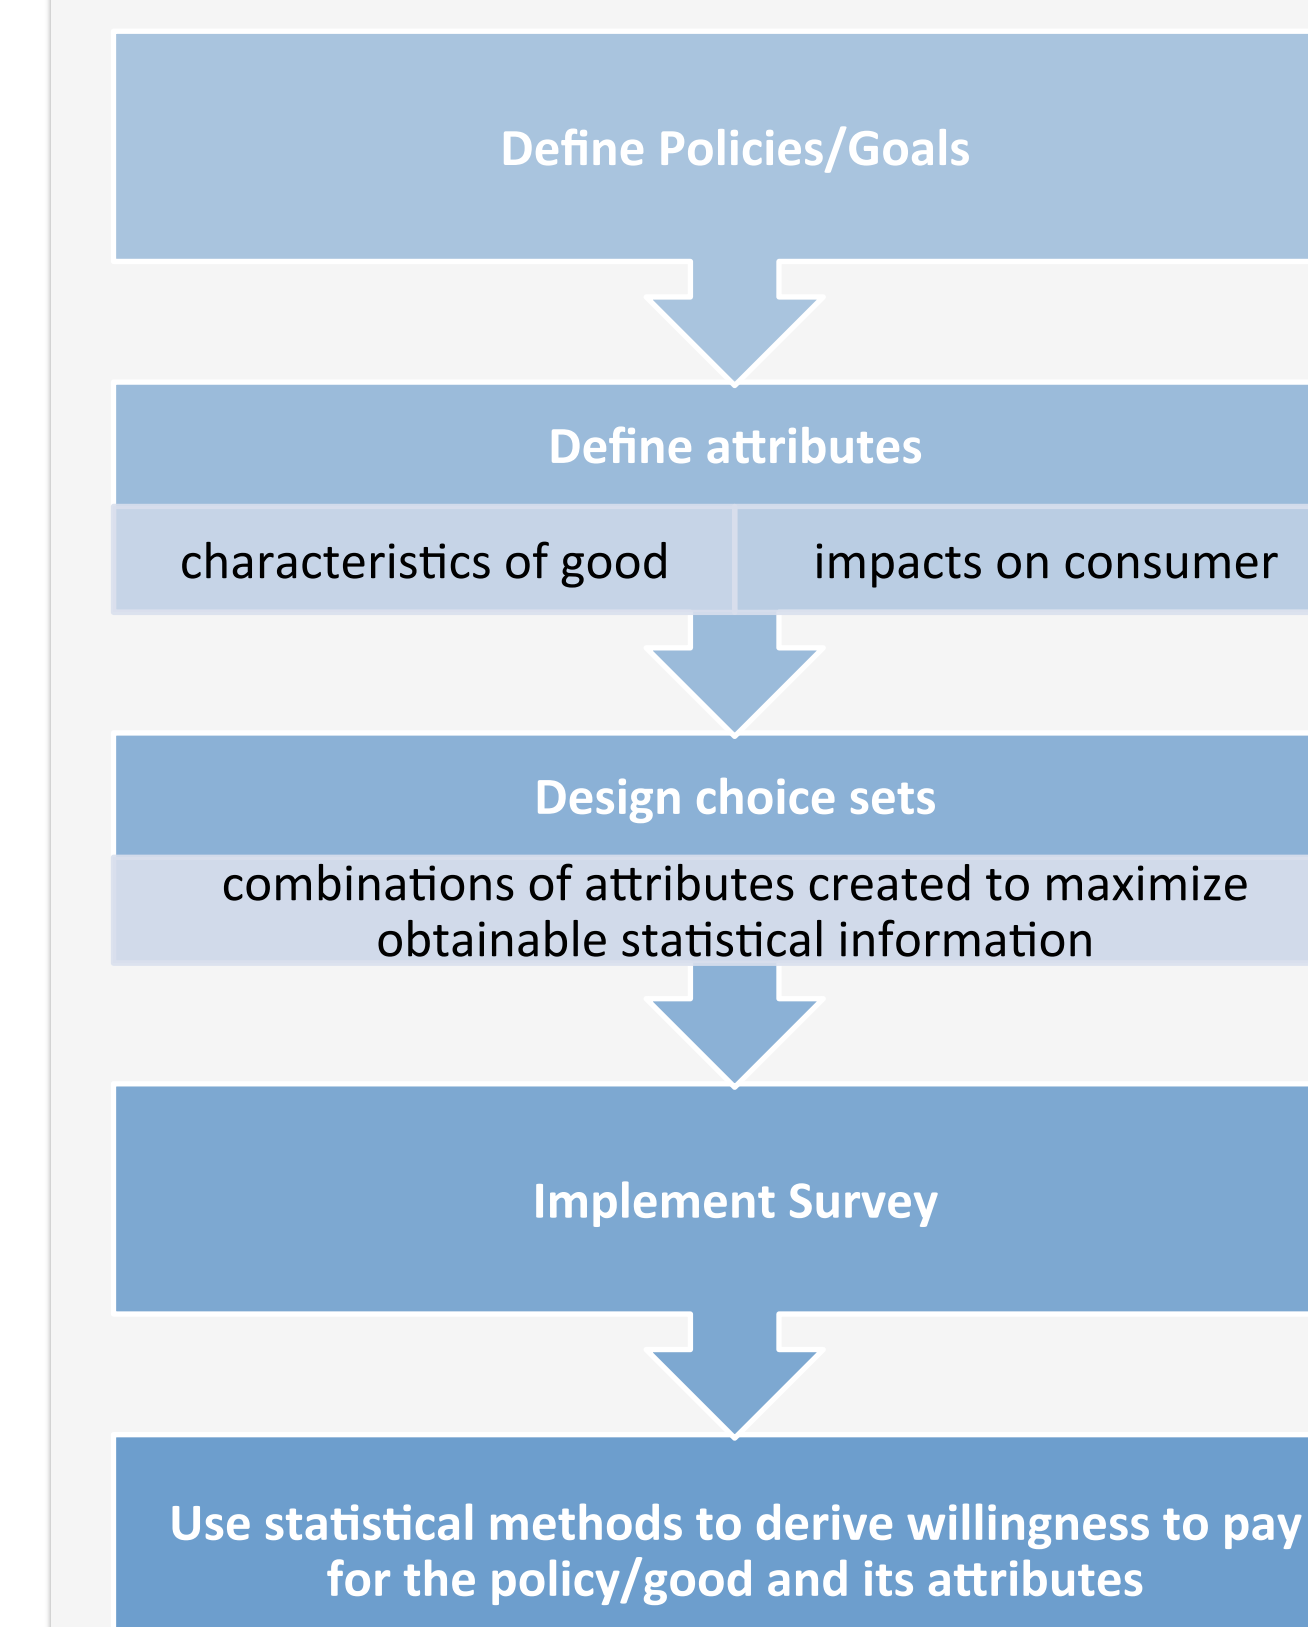 Define Policies/Goals
Define attributes
characteristics of good
impacts on consumer
Design choice sets
combinations of attributes created to maximize
obtainable statistical information
Implement Survey
Use statistical methods to derive willingness to pay
for the policy/good and its attributes